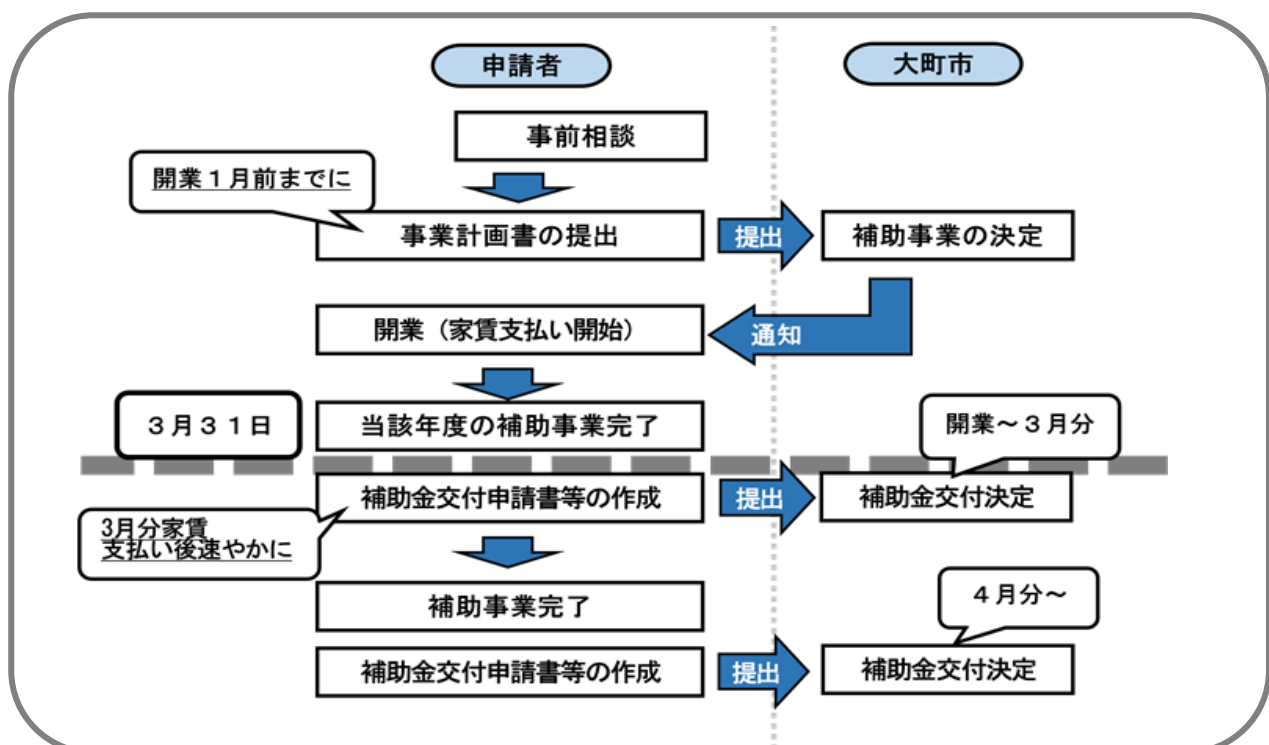 申請者
大町市
事前相談
開業１月前までに
事業計画書の提出
提出
補助事業の決定
開業（家賃支払い開始）
通知
３月３１日
当該年度の補助事業完了
開業～３月分
補助金交付申請書等の作成
提出
補助金交付決定
3月分家賃
支払い後速やかに
補助事業完了
４月分～
補助金交付申請書等の作成
提出
補助金交付決定